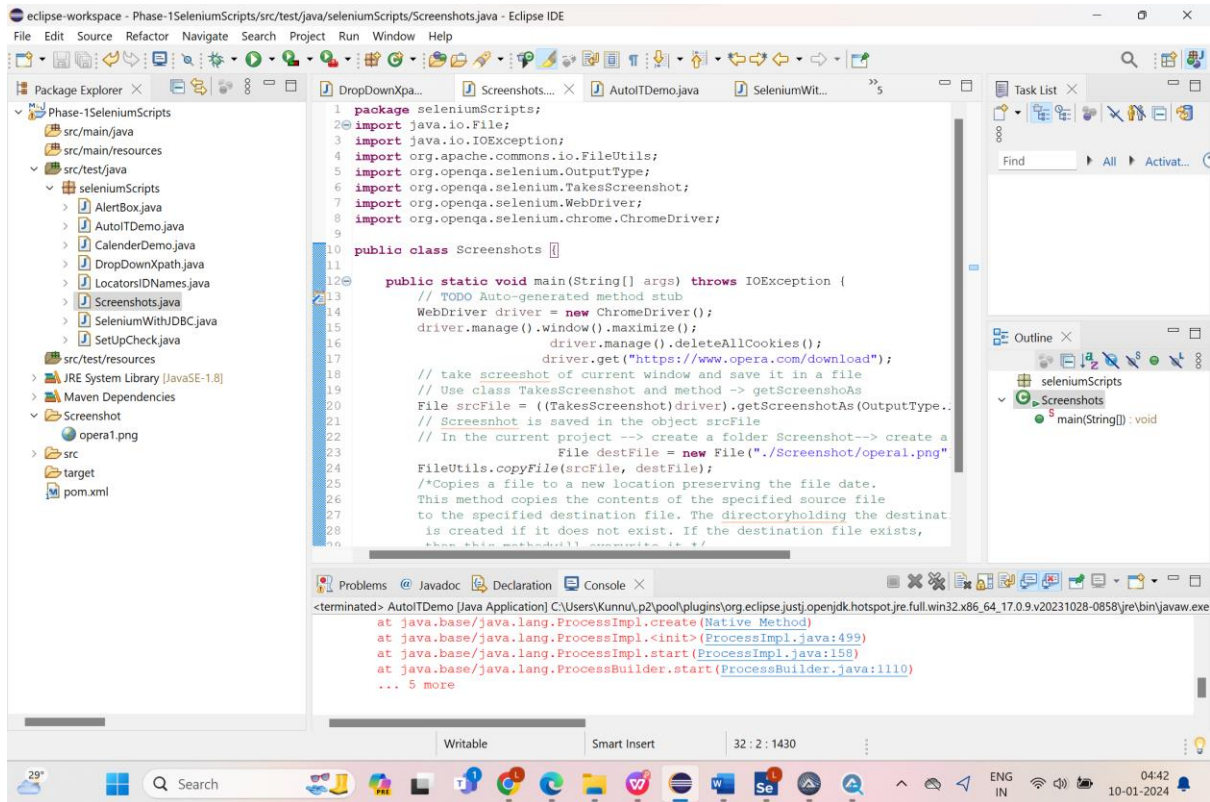 eclipse-workspace - Phase-1SeleniumScripts/src/test/java/seleniumScripts/Screenshots.java - Eclipse IDE
File Edit Source Refactor Navigate Search Project Run Window Help
Package Explorer
Phase-1SeleniumScripts
src/main/java
src/main/resources
src/test/java
seleniumScripts
AlertBox.java
AutoITDemo.java
CalenderDemo.java
DropDownXpath.java
LocatorsIDNames.java
Screenshots.java
SeleniumWithJDBC.java
SetUpCheck.java
src/test/resources
JRE System Library [JavaSE-1.8]
Maven Dependencies
Screenshot
opera1.png
src
target
pom.xml
DropDownXpa... Screenshots.... AutoITDemo.java SeleniumWit... 5
1 package seleniumScripts;
2 import java.io.File;
3 import java.io.IOException;
4 import org.apache.commons.io.FileUtils;
5 import org.openqa.selenium.OutputType;
6 import org.openqa.selenium.TakesScreenshot;
7 import org.openqa.selenium.WebDriver;
8 import org.openqa.selenium.chrome.ChromeDriver;
9
10 public class Screenshots {
11
12 public static void main(String[] args) throws IOException {
13 // TODO Auto-generated method stub
14 WebDriver driver = new ChromeDriver();
15 driver.manage().window().maximize();
16 driver.manage().deleteAllCookies();
17 driver.get("https://www.opera.com/download");
18 // take screeshot of current window and save it in a file
19 // Use class TakesScreenshot and method -> getScreenshoAs
20 File srcFile = ((TakesScreenshot)driver).getScreenshotAs(OutputType.
21 // Screesnhot is saved in the object srcFile
22 // In the current project --> create a folder Screenshot--> create a
23 File destFile = new File("./Screenshot/opera1.png"
24 FileUtils.copyFile(srcFile, destFile);
25 /*Copies a file to a new location preserving the file date.
26 This method copies the contents of the specified source file
27 to the specified destination file. The directoryholding the destinat
28 is created if it does not exist. If the destination file exists,
29 then this methodwill overwrite it.*/
Task List
Find All Activat...
Outline
seleniumScripts
Screenshots
main(String[]) : void
Problems Javadoc Declaration Console
<terminated> AutoITDemo [Java Application] C:\Users\Kunnu\.p2\pool\plugins\org.eclipse.justj.openjdk.hotspot.jre.full.win32.x86_64_17.0.9.v20231028-0858\jre\bin\javaw.exe
at java.base/java.lang.ProcessImpl.create(Native Method)
at java.base/java.lang.ProcessImpl.<init>(ProcessImpl.java:499)
at java.base/java.lang.ProcessImpl.start(ProcessImpl.java:158)
at java.base/java.lang.ProcessBuilder.start(ProcessBuilder.java:1110)
... 5 more
Writable Smart Insert 32 : 2 : 1430
29°
Search
ENG
IN
04:42
10-01-2024